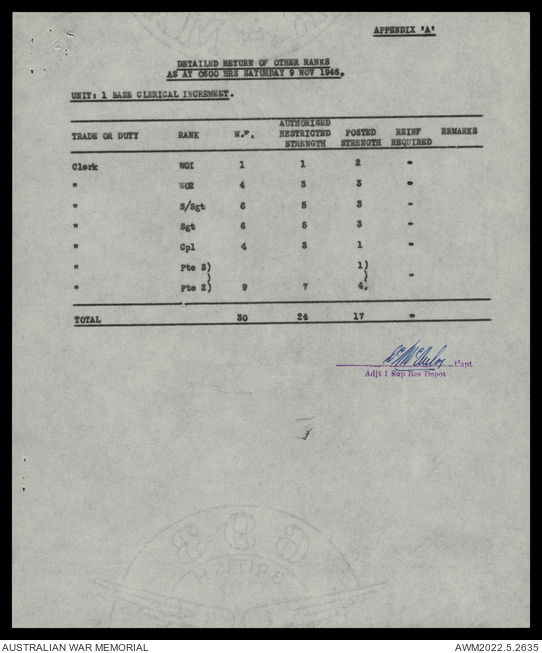 APPENDIX 'A'
DETAILED RETURN OF OTHER RANKS
AS AT 0600 HRS SATURDAY 9 NOV 1946.
UNIT: 1 BASE CLERICAL INCREMENT.
TRADE OR DUTY RANK W.F. AUTHORISED RESTRICTED STRENGTH POSTED STRENGTH REINF REQUIRED REMARKS
Clerk WO1 1 1 2 -
" WO2 4 3 3 -
" S/Sgt 6 5 3 -
" Sgt 6 5 3 -
" Cpl 4 3 1 -
" Pte 3) 1)
) ) -
" Pte 2) 9 7 4)
TOTAL 30 24 17 -
Capt
Adjt 1 Sup Res Depot
BRITISH
AUSTRALIAN WAR MEMORIAL AWM2022.5.2635